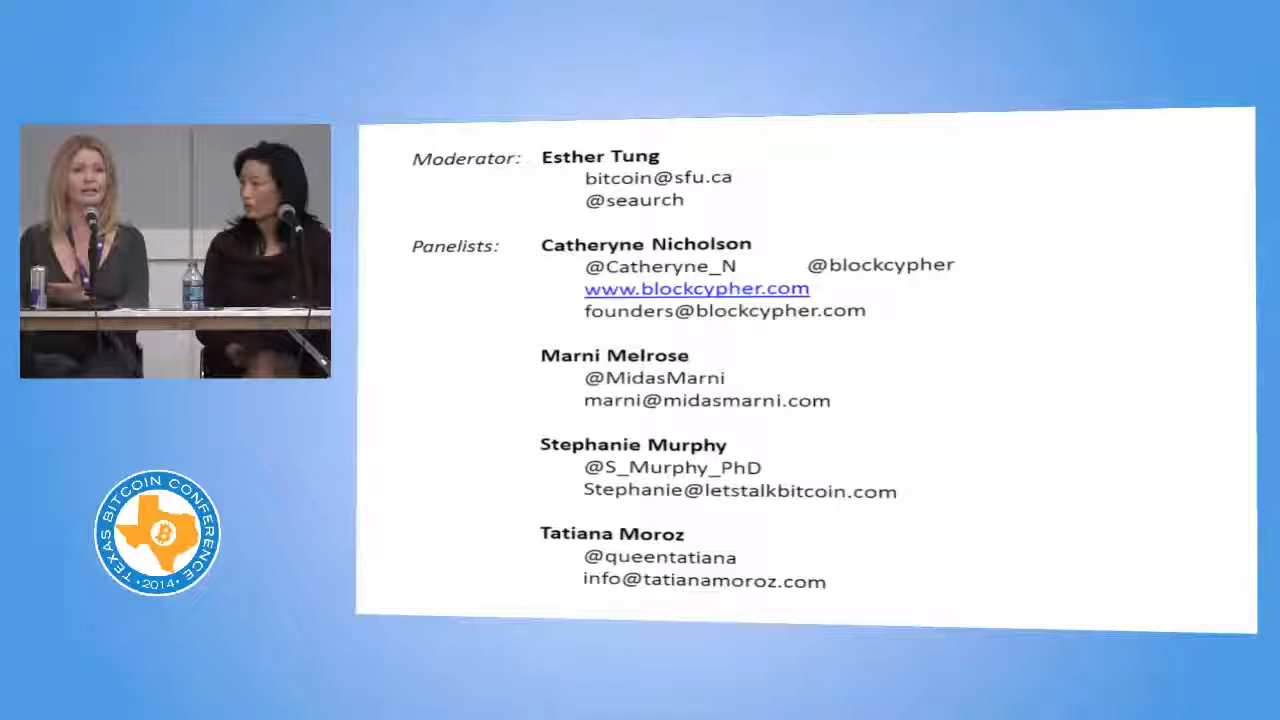 Moderator: Esther Tung
bitcoin@sfu.ca
@seaurch
Panelists: Catheryne Nicholson
@Catheryne_N @blockcypher
www.blockcypher.com
founders@blockcypher.com
Marni Melrose
@MidasMarni
marni@midasmarni.com
Stephanie Murphy
@S_Murphy_PhD
Stephanie@letstalkbitcoin.com
Tatiana Moroz
@queentatiana
info@tatianamoroz.com
TEXAS BITCOIN CONFERENCE
• 2014 •